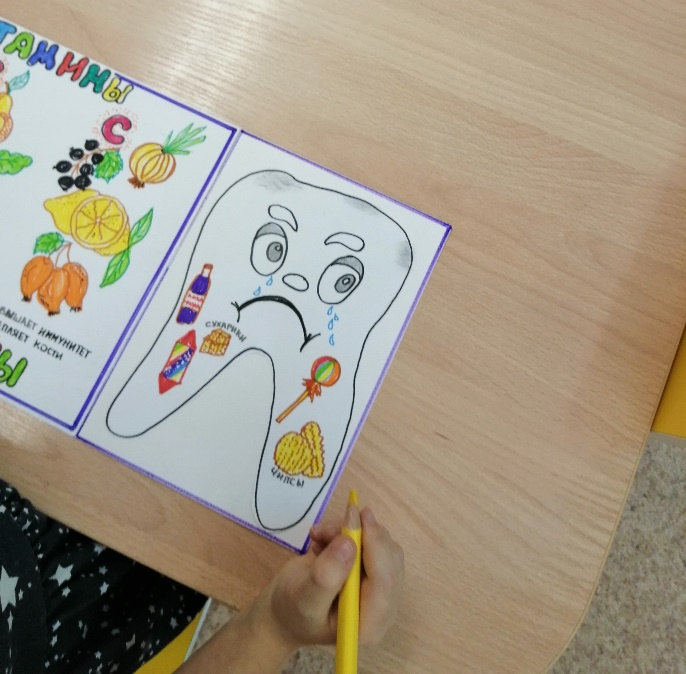 ТАМИНЫ
С
ВЫШАЕТ ИММУНИТЕТ
ПЛЯЕТ КОСТИ
Ы
СУХАРИКИ
ЧИПСЫ